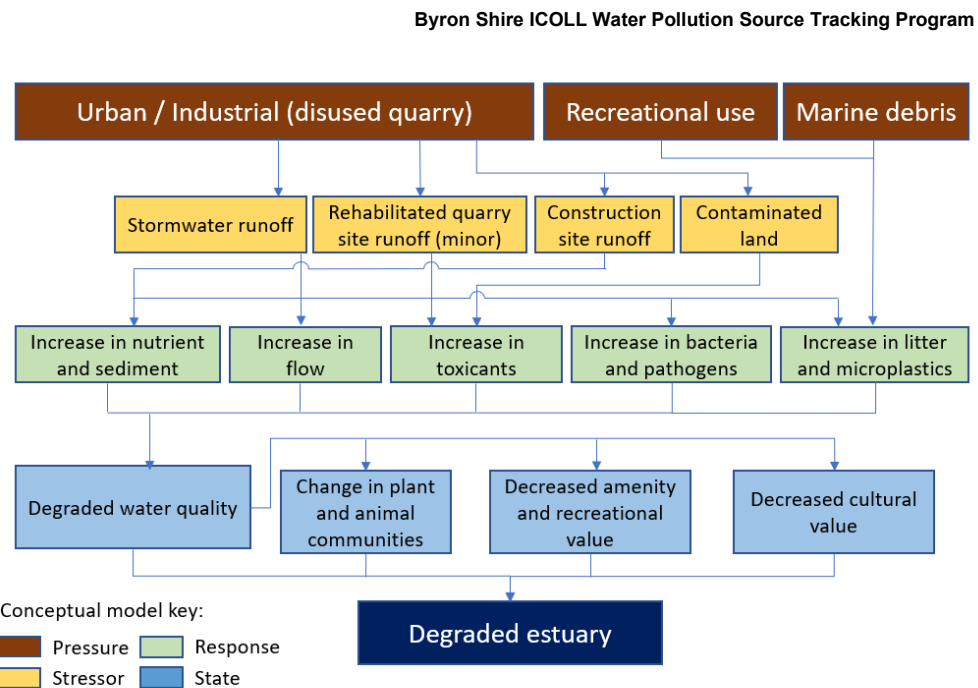 Byron Shire ICOLL Water Pollution Source Tracking Program
Urban / Industrial (disused quarry)
Recreational use
Marine debris
Stormwater runoff
Rehabilitated quarry
site runoff (minor)
Construction
site runoff
Contaminated
land
Increase in nutrient
and sediment
Increase in
flow
Increase in
toxicants
Increase in bacteria
and pathogens
Increase in litter
and microplastics
Degraded water quality
Change in plant
and animal
communities
Decreased amenity
and recreational
value
Decreased cultural
value
Degraded estuary
Conceptual model key:
Pressure
Response
Stressor
State